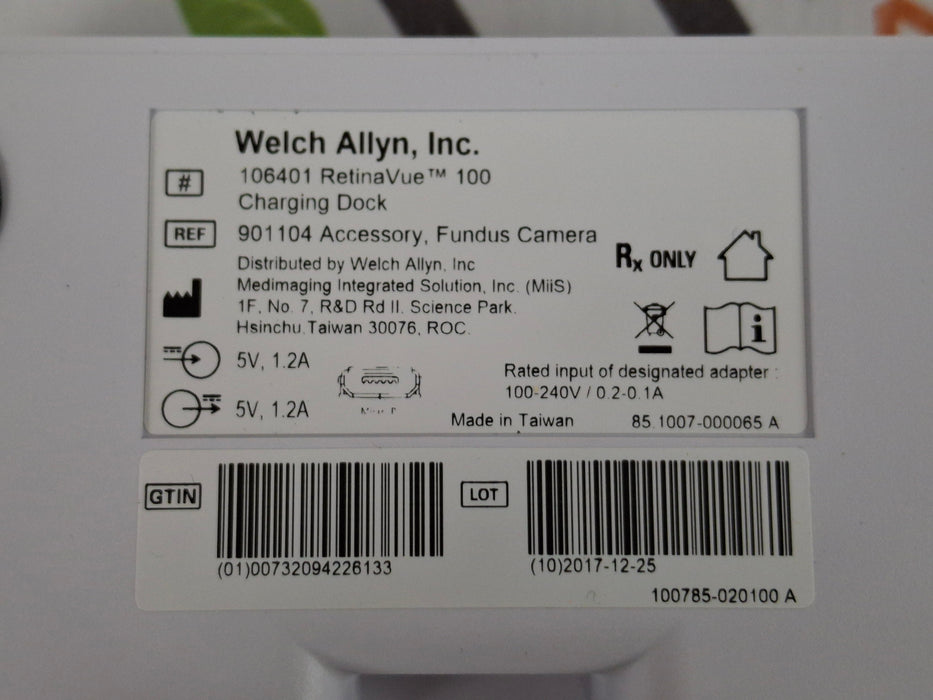 Welch Allyn, Inc.
# 106401 RetinaVue™ 100
Charging Dock
REF 901104 Accessory, Fundus Camera
Distributed by Welch Allyn, Inc
Medimaging Integrated Solution, Inc. (MiiS)
1F, No. 7, R&D Rd II. Science Park.
Hsinchu.Taiwan 30076, ROC.
Rx ONLY
5V, 1.2A
5V, 1.2A
Rated input of designated adapter :
100-240V / 0.2-0.1A
Made in Taiwan
85.1007-000065 A
GTIN
(01)00732094226133
LOT
(10)2017-12-25
100785-020100 A